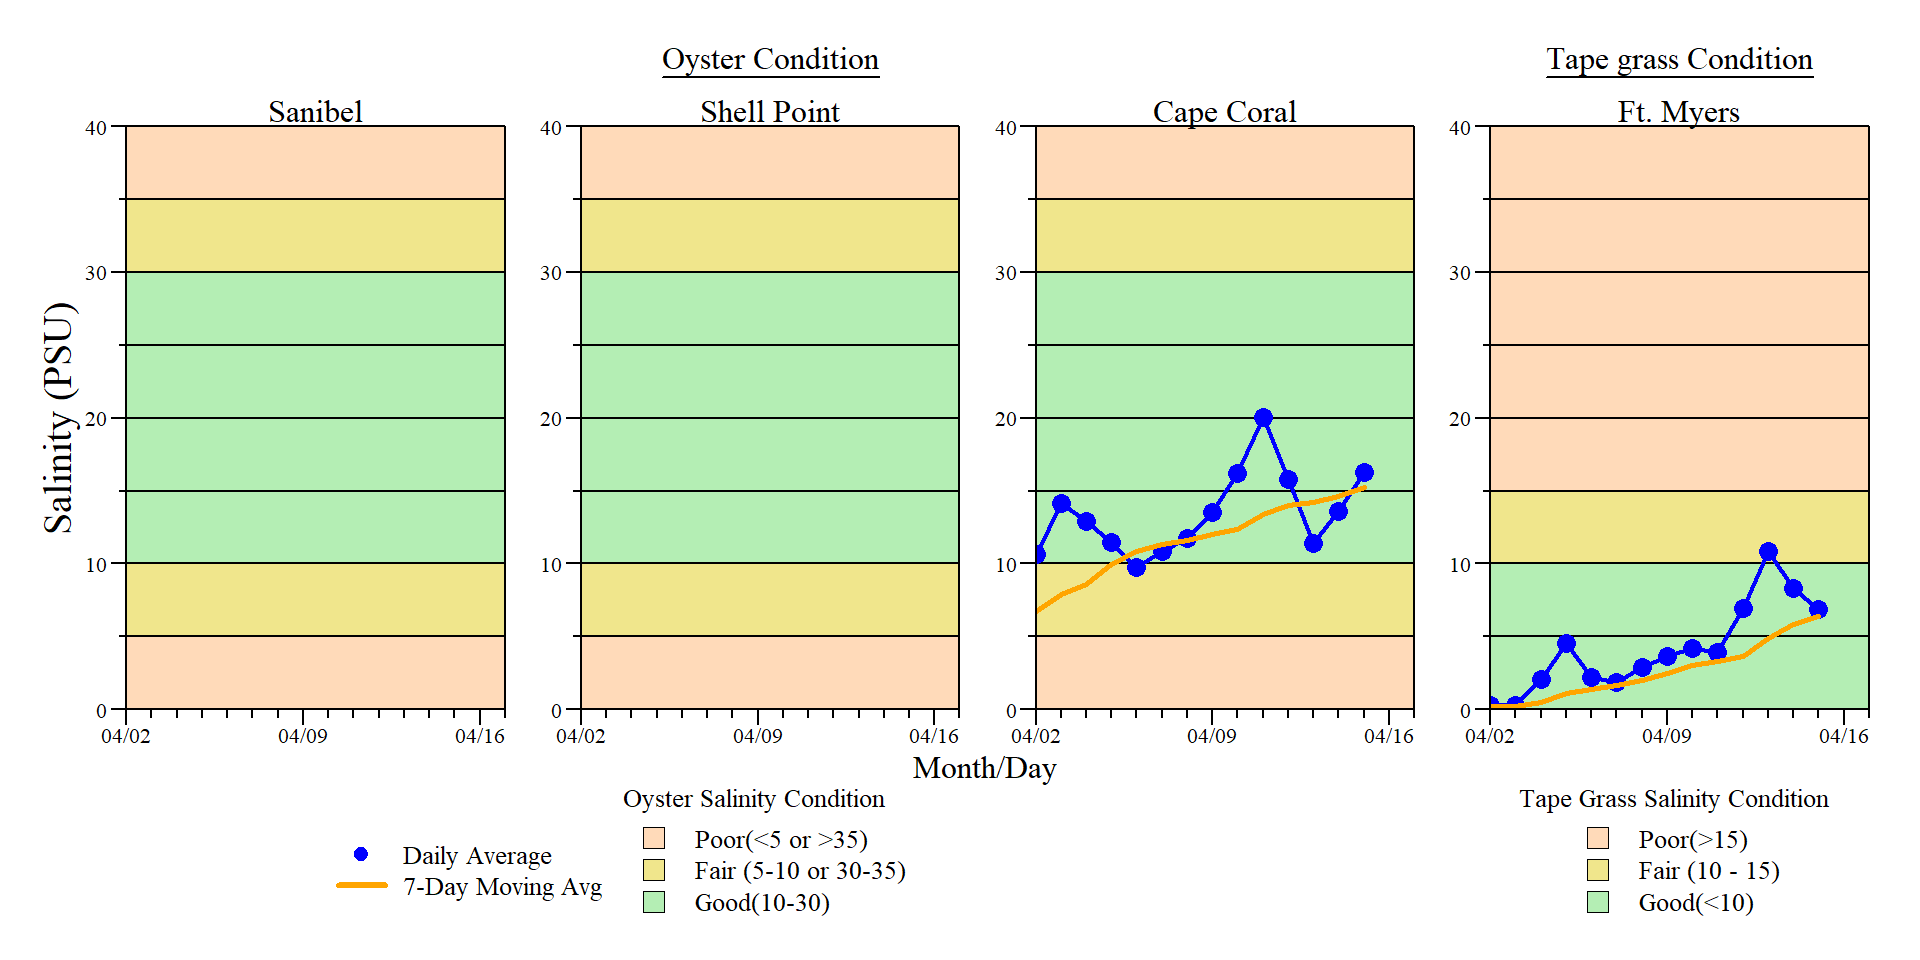 Oyster Condition
Tape grass Condition
Sanibel
Shell Point
Cape Coral
Ft. Myers
Salinity (PSU)
40
30
20
10
0
40
30
20
10
0
40
30
20
10
0
40
30
20
10
0
04/02 04/09 04/16
04/02 04/09 04/16
04/02 04/09 04/16
04/02 04/09 04/16
Month/Day
Daily Average
7-Day Moving Avg
Oyster Salinity Condition
Poor(<5 or >35)
Fair (5-10 or 30-35)
Good(10-30)
Tape Grass Salinity Condition
Poor(>15)
Fair (10 - 15)
Good(<10)